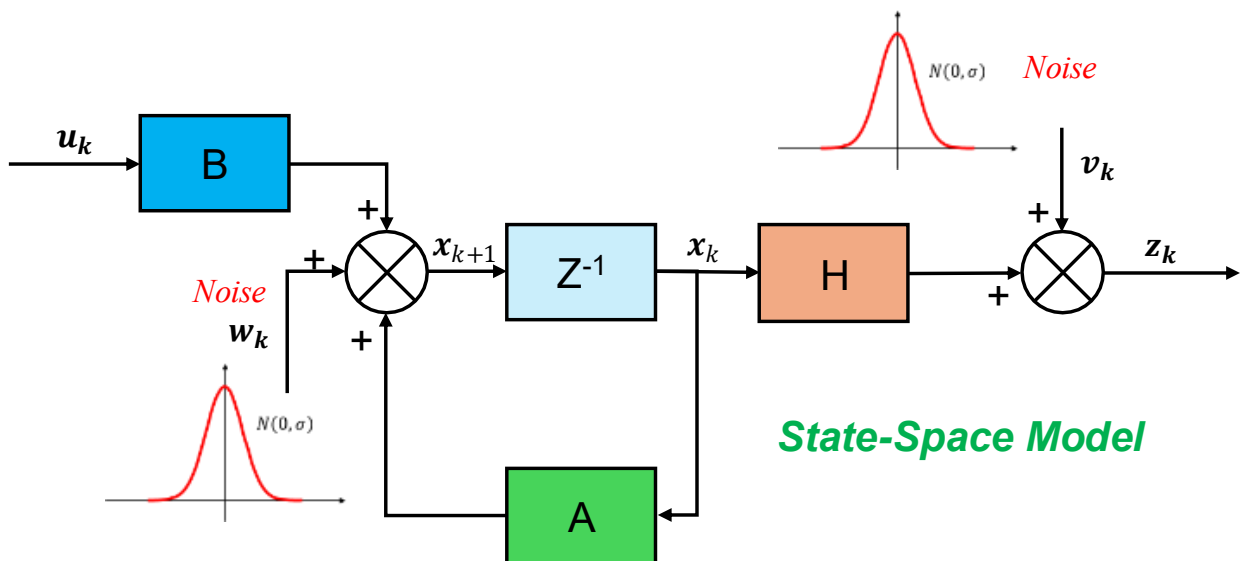 N(0, σ) Noise
u_k
B
v_k
+
+
+
x_{k+1}
Z⁻¹
x_k
H
+
z_k
Noise
w_k
+
+
N(0, σ)
A
State-Space Model